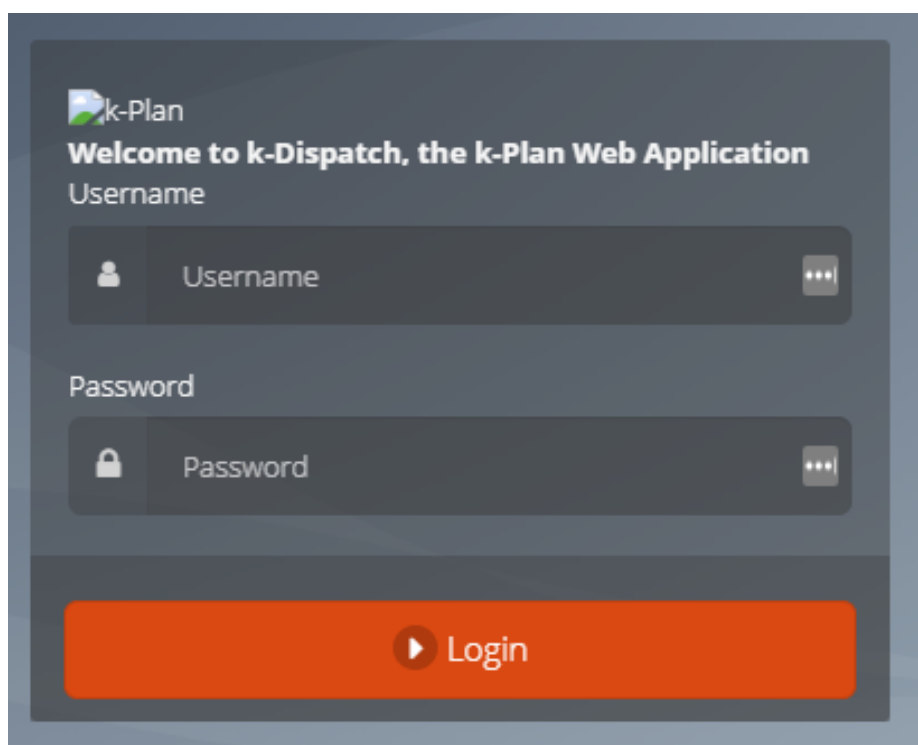 k-Plan
Welcome to k-Dispatch, the k-Plan Web Application
Username
Username
Password
Password
Login